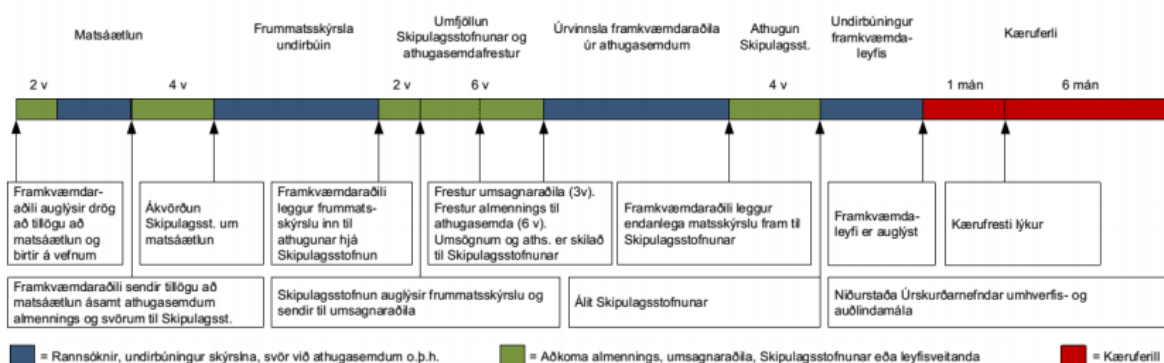 Matsáætlun
Frummatsskýrsla
undirbúin
Umfjöllun
Skipulagsstofnunar og
athugasemdafrestur
Úrvinnsla framkvæmdaraðila
úr athugasemdum
Athugun
Skipulagsst.
Undirbúningur
framkvæmda-
leyfis
Kæruferli
2 v
4 v
2 v
6 v
4 v
1 mán
6 mán
Framkvæmdar-
aðili auglýsir drög
að tillögu að
matsáætlun og
birtir á vefnum
Ákvörðun
Skipulagsst. um
matsáætlun
Framkvæmdaraðili
leggur frummats-
skýrslu inn til
athugunar hjá
Skipulagsstofnun
Frestur umsagnaraðila (3v).
Frestur almennings til
athugasemda (6 v).
Umsögnum og aths. er skilað
til Skipulagsstofnunar
Framkvæmdaraðili leggur
endanlega matsskýrslu fram til
Skipulagsstofnunar
Framkvæmda-
leyfi er auglýst
Kærufresti lýkur
Framkvæmdaraðili sendir tillögu að
matsáætlun ásamt athugasemdum
almennings og svörum til Skipulagsst.
Skipulagsstofnun auglýsir frummatsskýrslu og
sendir til umsagnaraðila
Álit Skipulagsstofnunar
Niðurstaða Úrskurðarnefndar umhverfis- og
auðlindamála
= Rannsóknir, undirbúningur skýrslna, svör við athugasemdum o.þ.h.
= Aðkoma almennings, umsagnaraðila, Skipulagsstofnunar eða leyfisveitanda
= Kæruferill